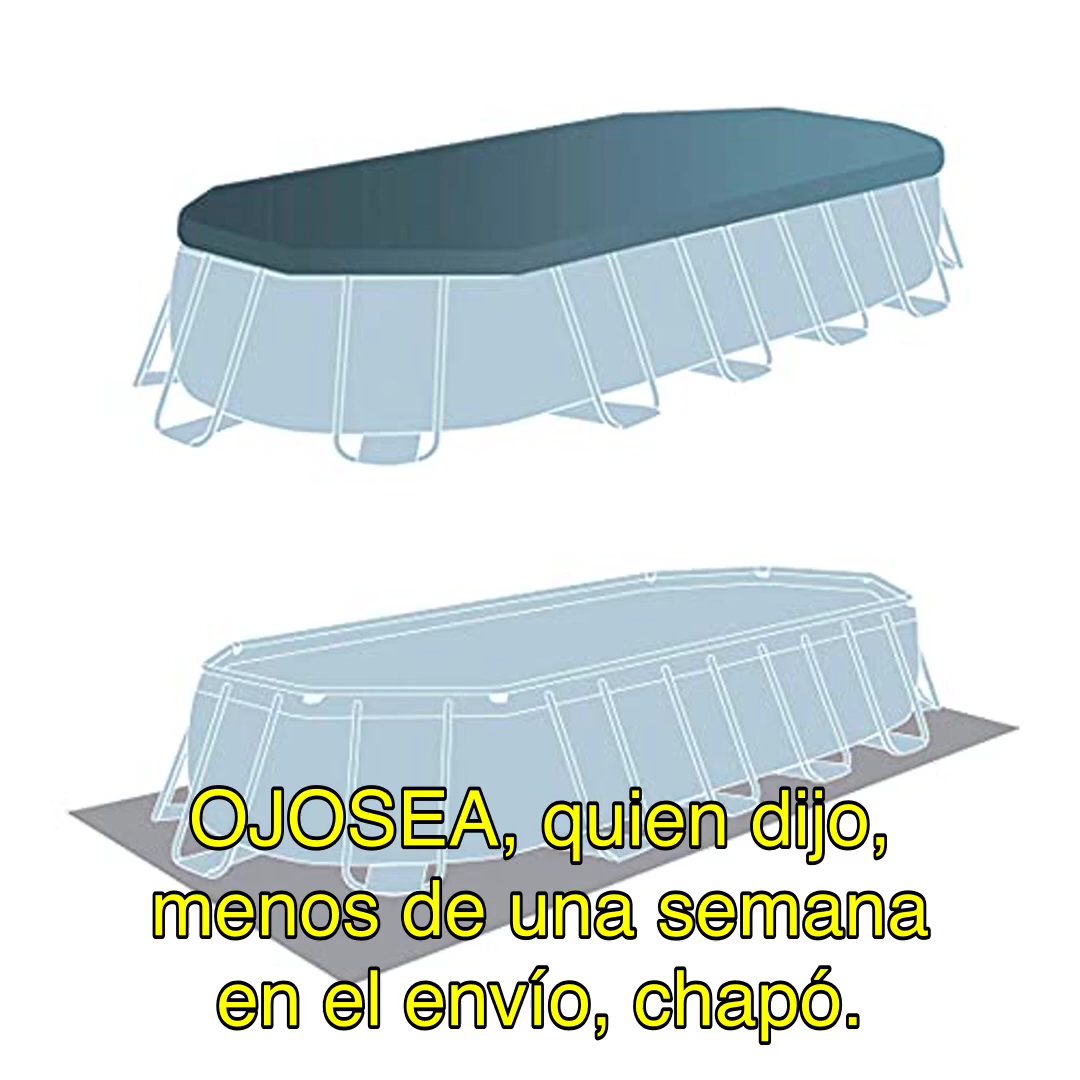 OJOSEA, quien dijo,
menos de una semana
en el envío, chapó.